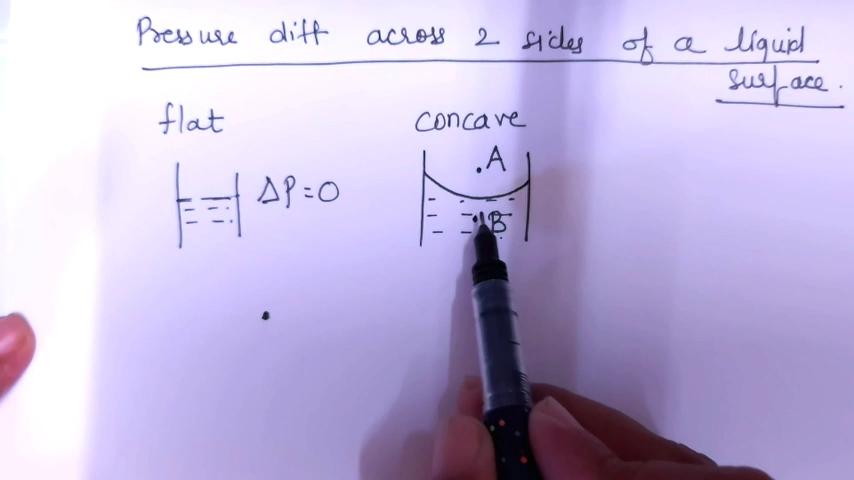 Pressure diff across 2 sides of a liquid
surface.
flat
concave
ΔP=0
.A
.B